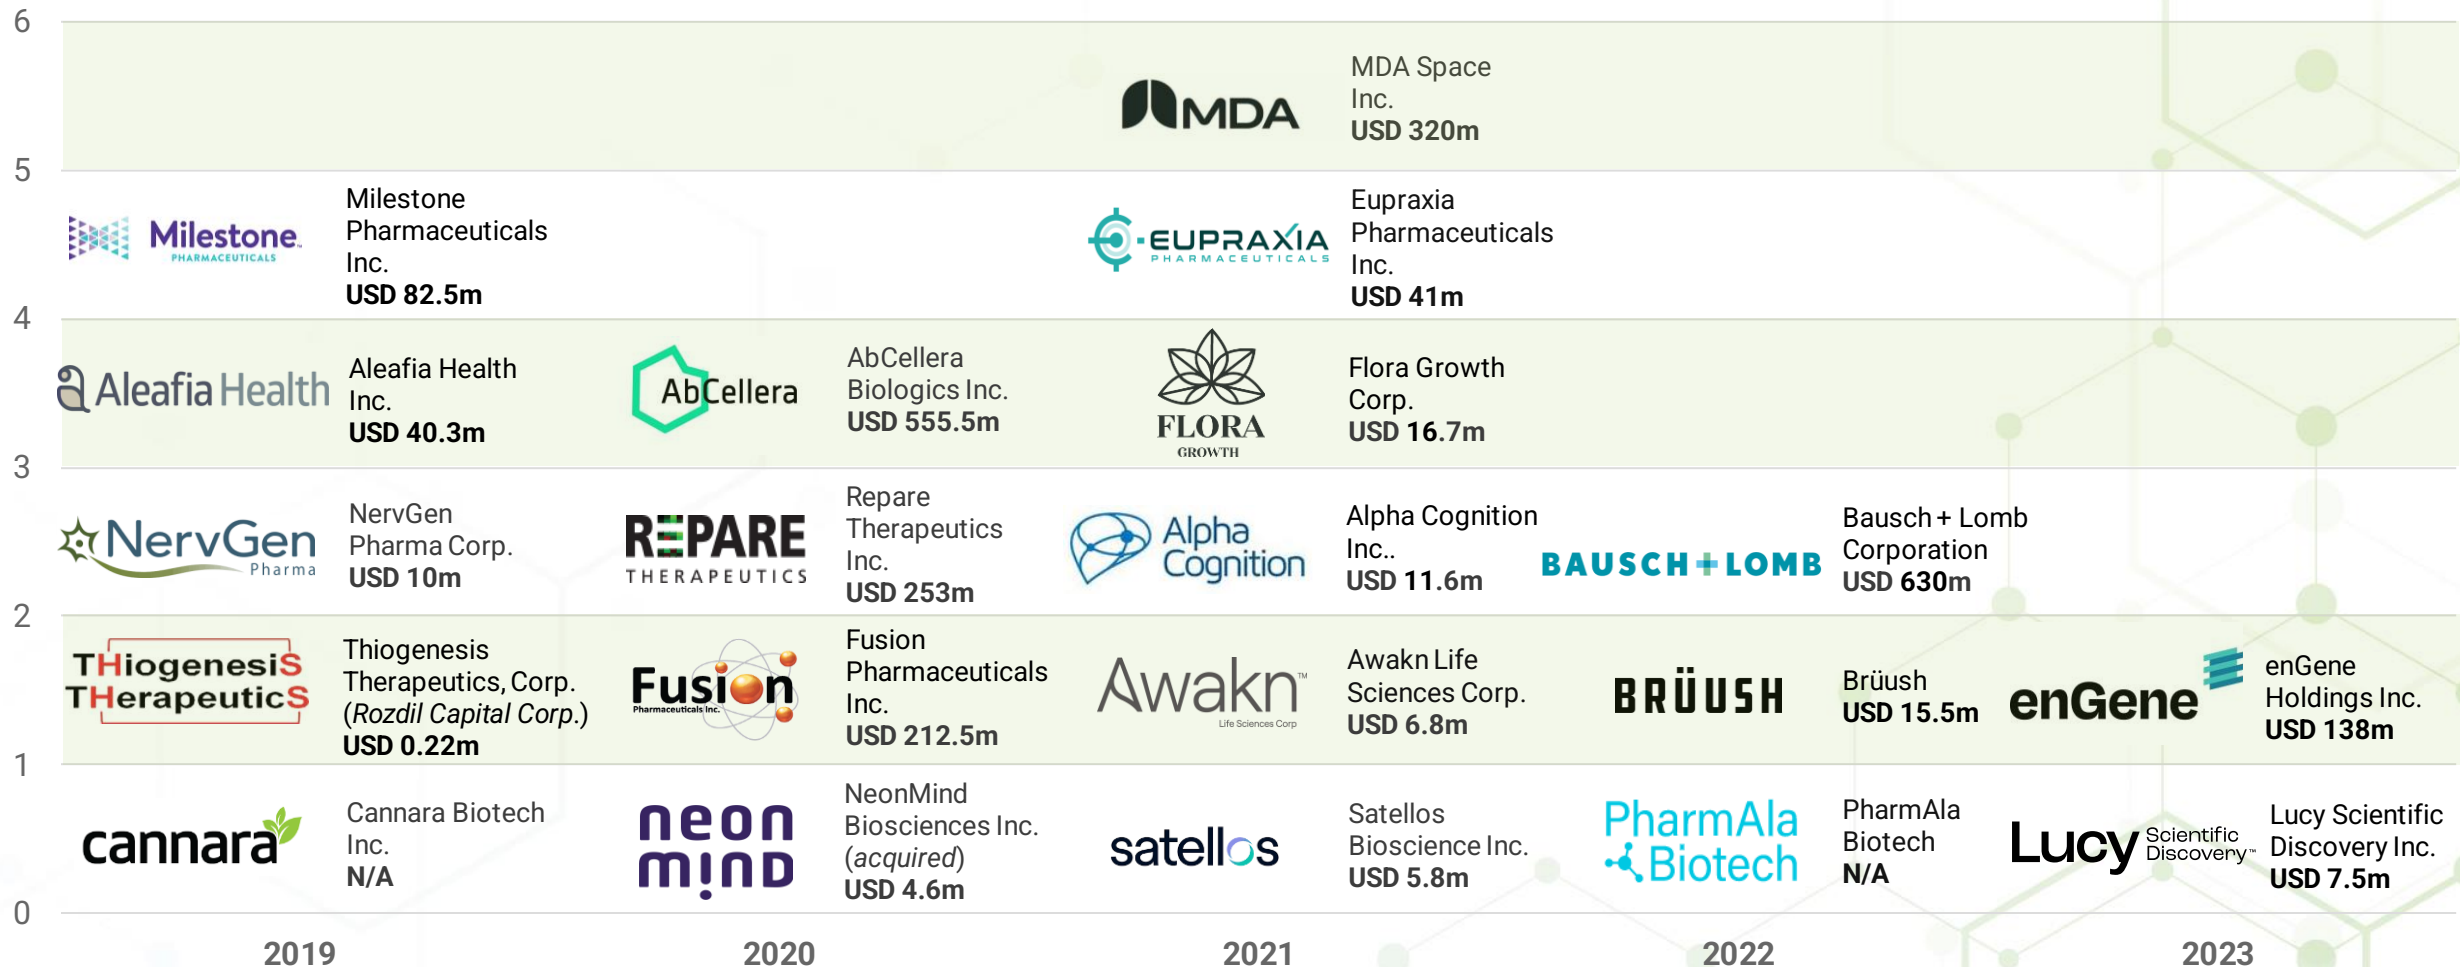 6
MDA
MDA Space
Inc.
USD 320m
5
Milestone
PHARMACEUTICALS
Milestone
Pharmaceuticals
Inc.
USD 82.5m
EUPRAXIA
PHARMACEUTICALS
Eupraxia
Pharmaceuticals
Inc.
USD 41m
4
Aleafia Health
Aleafia Health
Inc.
USD 40.3m
AbCellera
AbCellera
Biologics Inc.
USD 555.5m
FLORA
GROWTH
Flora Growth
Corp.
USD 16.7m
3
NervGen
Pharma
NervGen
Pharma Corp.
USD 10m
REPARE
THERAPEUTICS
Repare
Therapeutics
Inc.
USD 253m
Alpha
Cognition
Alpha Cognition
Inc..
USD 11.6m
BAUSCH + LOMB
Bausch + Lomb
Corporation
USD 630m
2
THiogenesiS
THerapeuticS
Thiogenesis
Therapeutics, Corp.
(Rozdil Capital Corp.)
USD 0.22m
Fusion
Pharmaceuticals Inc.
Fusion
Pharmaceuticals
Inc.
USD 212.5m
Awakn™
Life Sciences Corp
Awakn Life
Sciences Corp.
USD 6.8m
BRÜUSH
Brüush
USD 15.5m
enGene
enGene
Holdings Inc.
USD 138m
1
cannara
Cannara Biotech
Inc.
N/A
neon
mind
NeonMind
Biosciences Inc.
(acquired)
USD 4.6m
satellos
Satellos
Bioscience Inc.
USD 5.8m
PharmAla
Biotech
PharmAla
Biotech
N/A
Lucy Scientific
Discovery™
Lucy Scientific
Discovery Inc.
USD 7.5m
0
2019 2020 2021 2022 2023